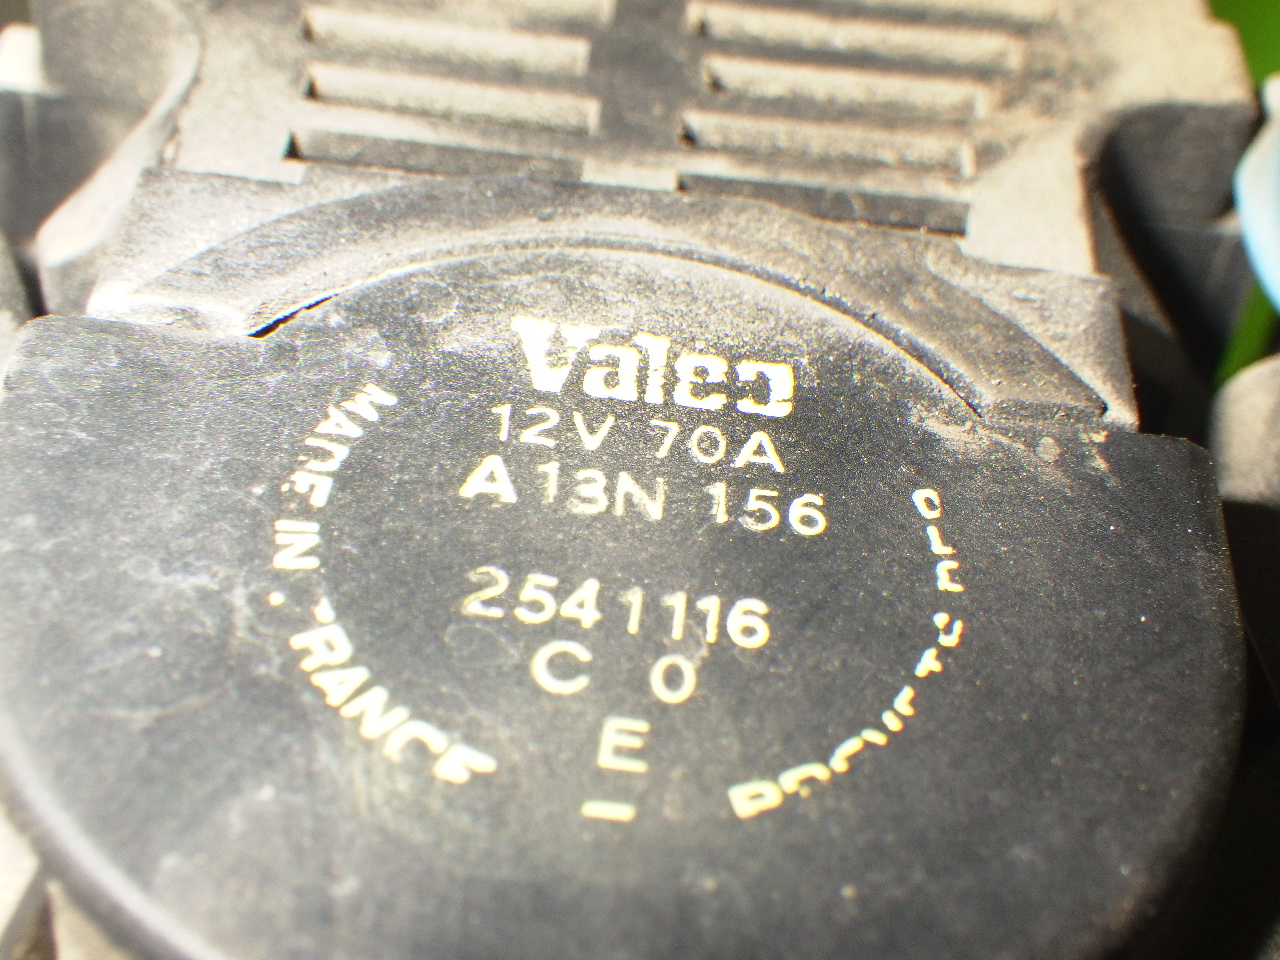 Valeo
12V 70A
A13N 156
2541116
C 0
E
–
MADE IN FRANCE